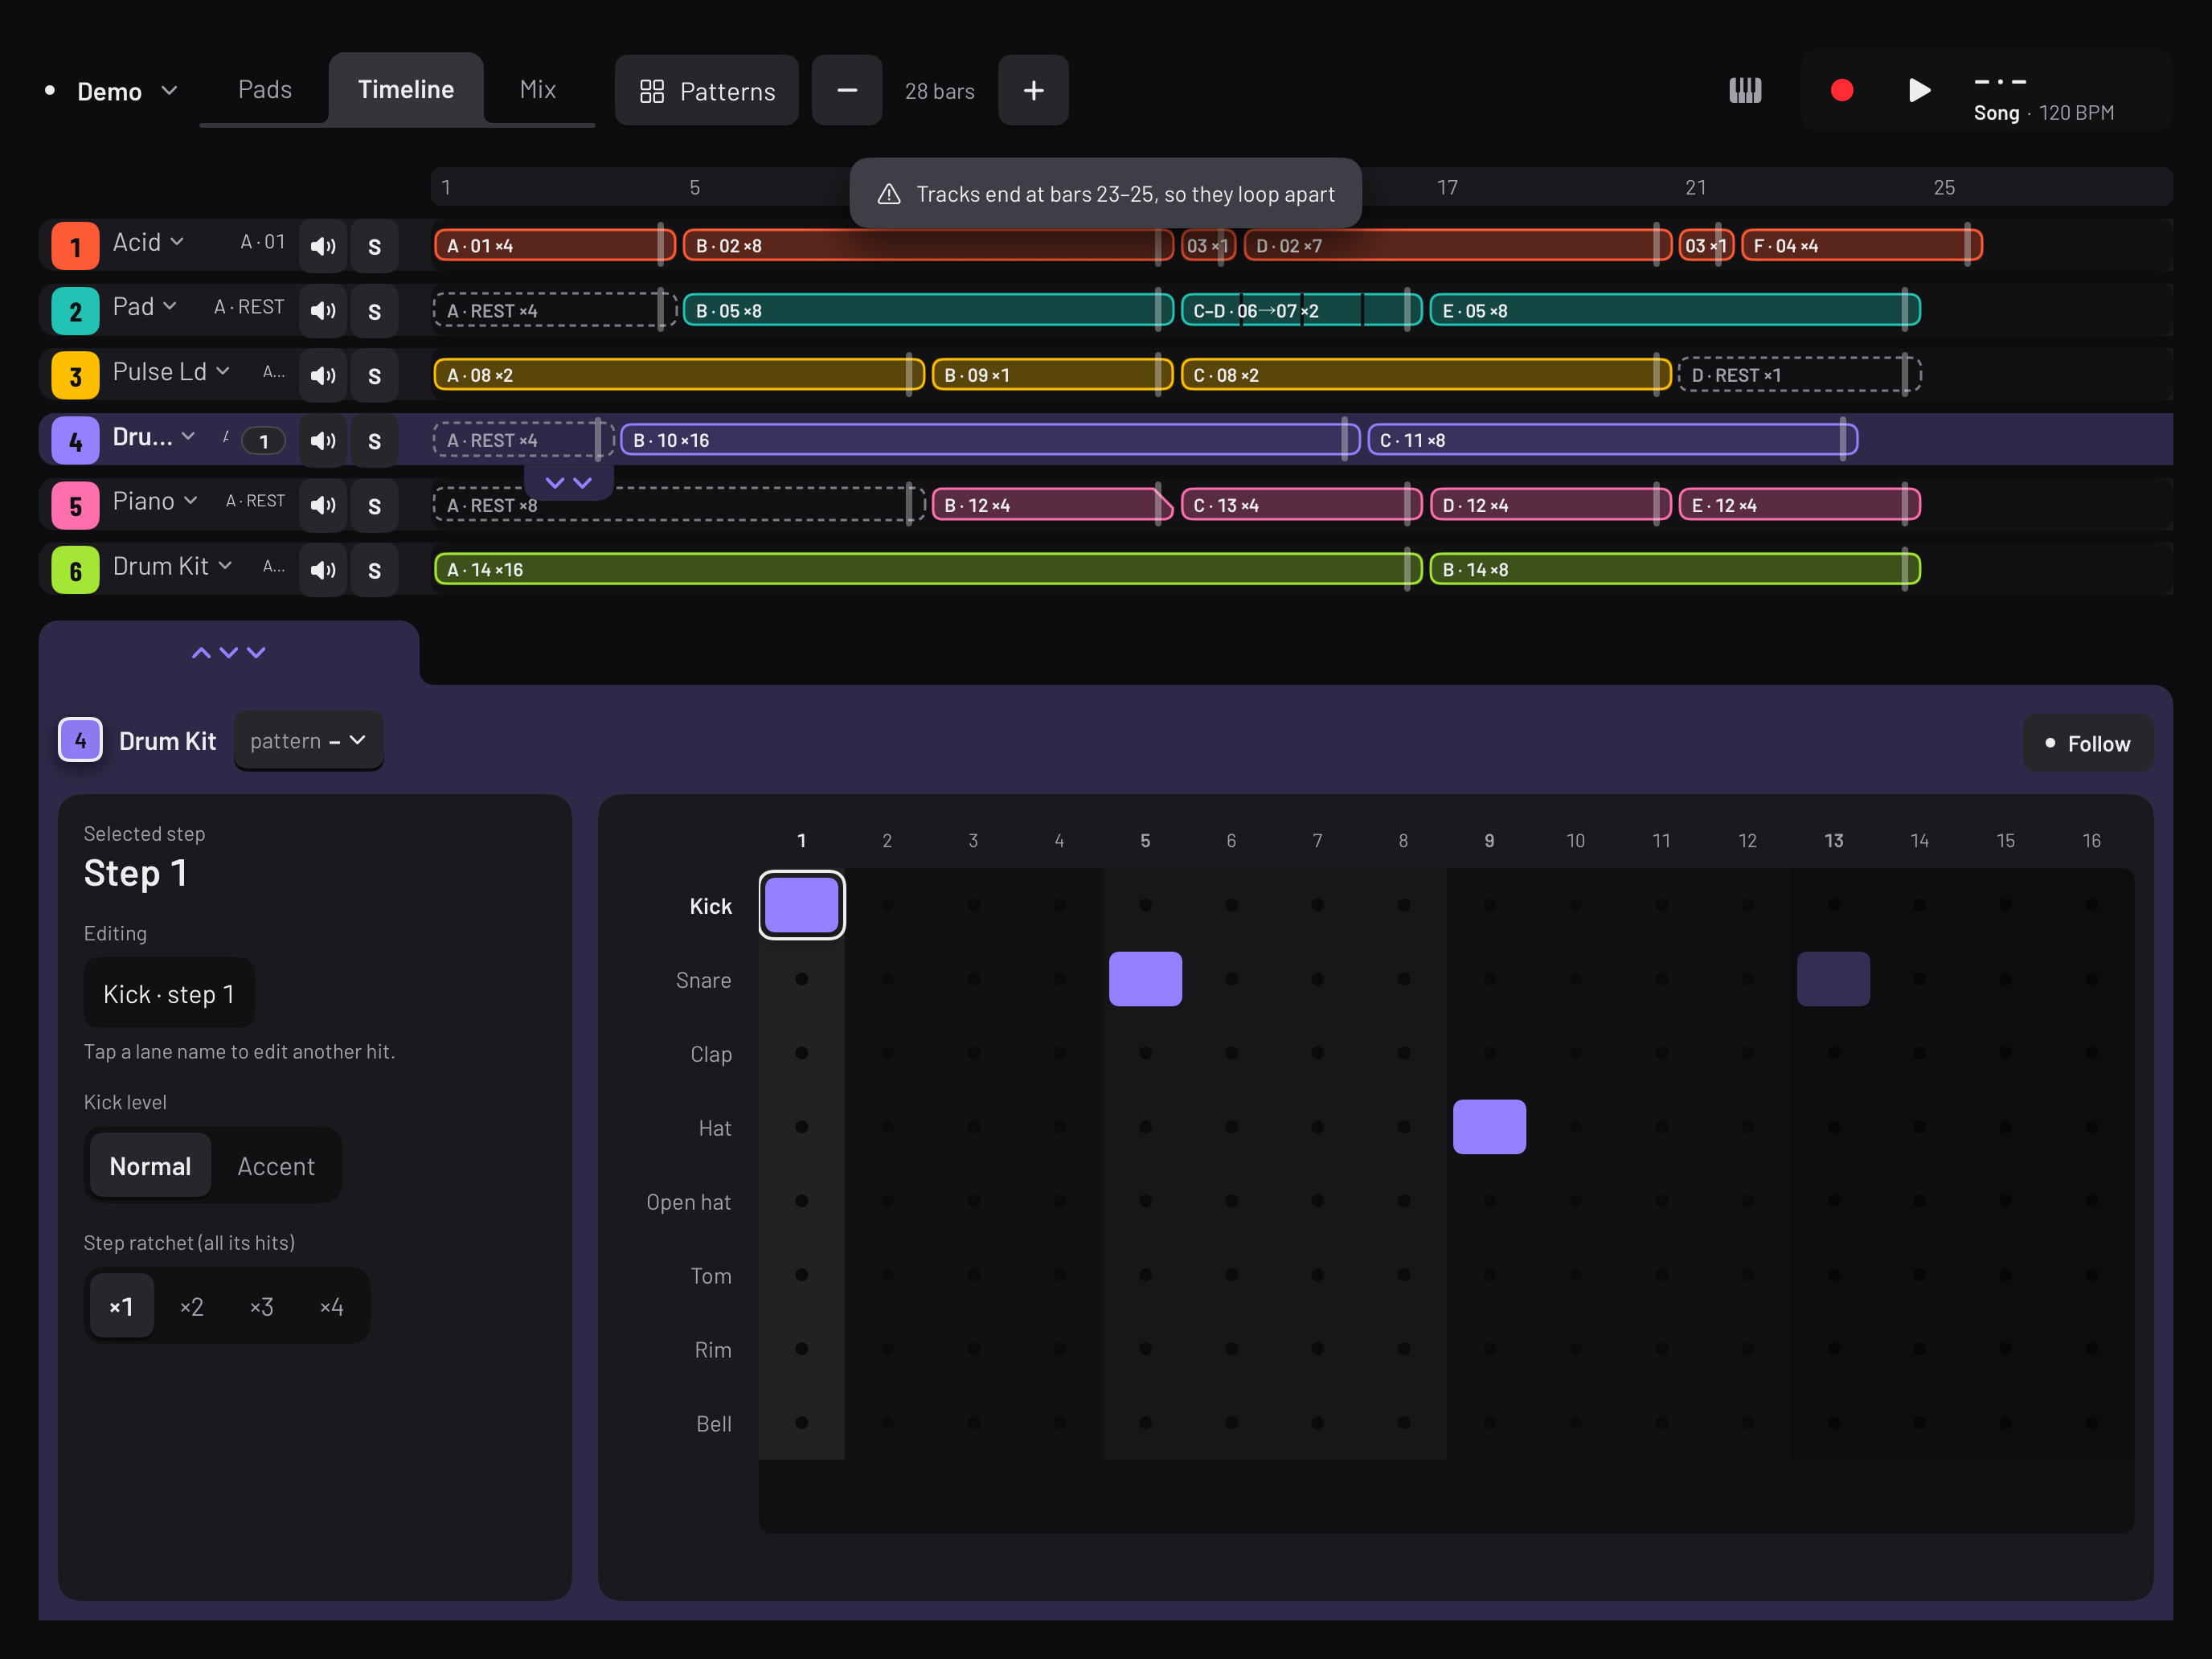 Demo Pads Timeline Mix Patterns − 28 bars +
Song · 120 BPM
1 5 17 21 25
Tracks end at bars 23–25, so they loop apart
1 Acid A · 01 S A · 01 ×4 B · 02 ×8 03 ×1 D · 02 ×7 03 ×1 F · 04 ×4
2 Pad A · REST S A · REST ×4 B · 05 ×8 C–D · 06→07 ×2 E · 05 ×8
3 Pulse Ld A... S A · 08 ×2 B · 09 ×1 C · 08 ×2 D · REST ×1
4 Dru... 1 S A · REST ×4 B · 10 ×16 C · 11 ×8
5 Piano A · REST S A · REST ×8 B · 12 ×4 C · 13 ×4 D · 12 ×4 E · 12 ×4
6 Drum Kit A... S A · 14 ×16 B · 14 ×8
4 Drum Kit pattern – Follow
Selected step
Step 1
Editing
Kick · step 1
Tap a lane name to edit another hit.
Kick level
Normal Accent
Step ratchet (all its hits)
×1 ×2 ×3 ×4
1 2 3 4 5 6 7 8 9 10 11 12 13 14 15 16
Kick
Snare
Clap
Hat
Open hat
Tom
Rim
Bell